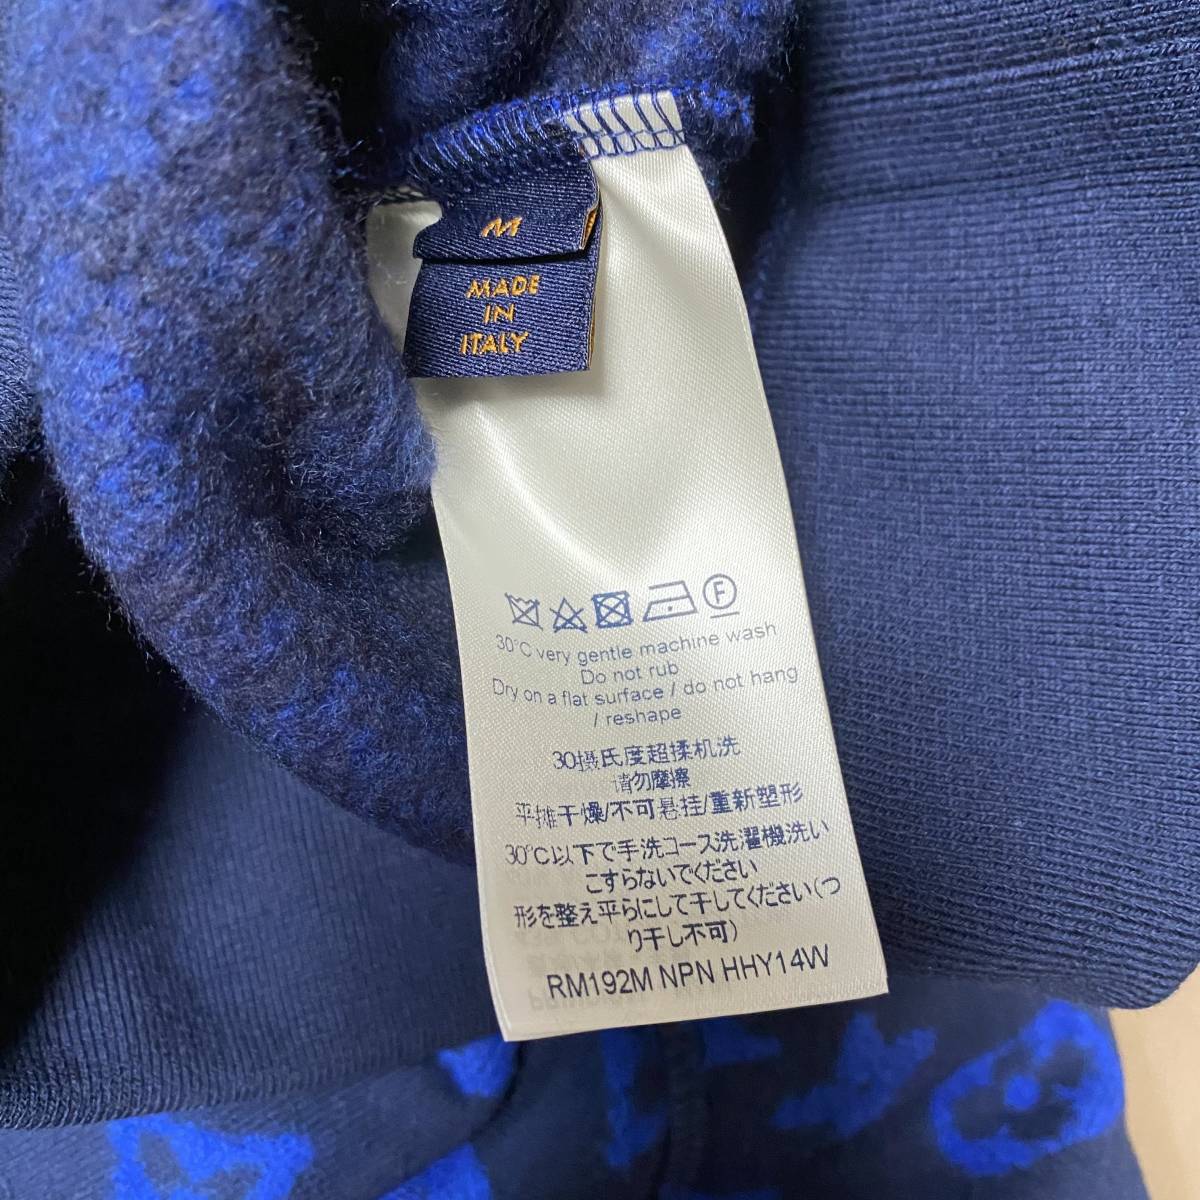 M
MADE
IN
ITALY
F
30°C very gentle machine wash
Do not rub
Dry on a flat surface / do not hang
/ reshape
30摄氏度超揉机洗
请勿摩擦
平摊干燥/不可悬挂/重新塑形
30°C以下で手洗コース洗濯機洗い
こすらないでください
形を整え平らにして干してください(つ
り干し不可)
RM192M NPN HHY14W